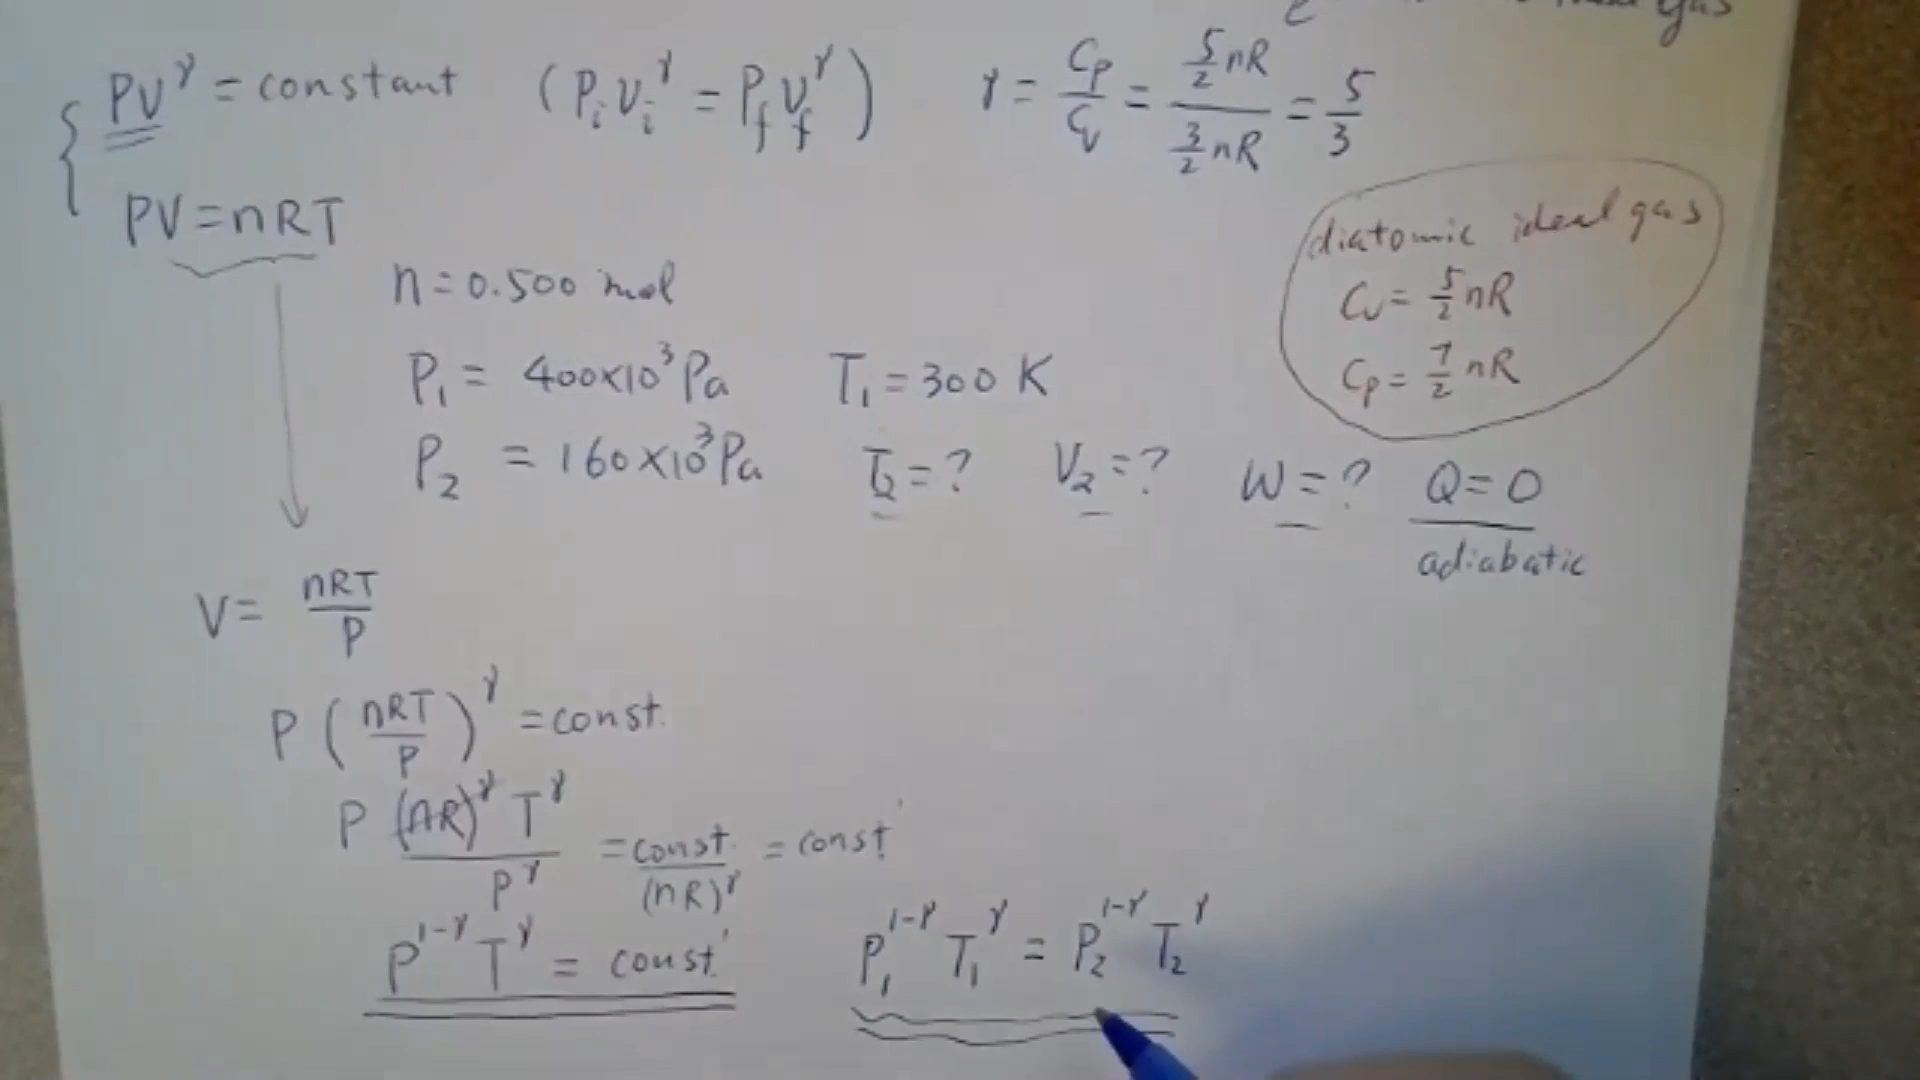 gas
PV^γ = constant (P_i V_i^γ = P_f V_f^γ) γ = C_p/C_v = (5/2 nR)/(3/2 nR) = 5/3
PV = nRT
diatomic ideal gas
C_v = 5/2 nR
C_p = 7/2 nR
n = 0.500 mol
P_1 = 400×10^3 Pa T_1 = 300 K
P_2 = 160×10^3 Pa T_2 = ? V_2 = ? W = ? Q = 0
adiabatic
V = nRT/P
P (nRT/P)^γ = const.
P (nR)^γ T^γ / P^γ = const./(nR)^γ = const.'
P^(1-γ) T^γ = const.' P_1^(1-γ) T_1^γ = P_2^(1-γ) T_2^γ